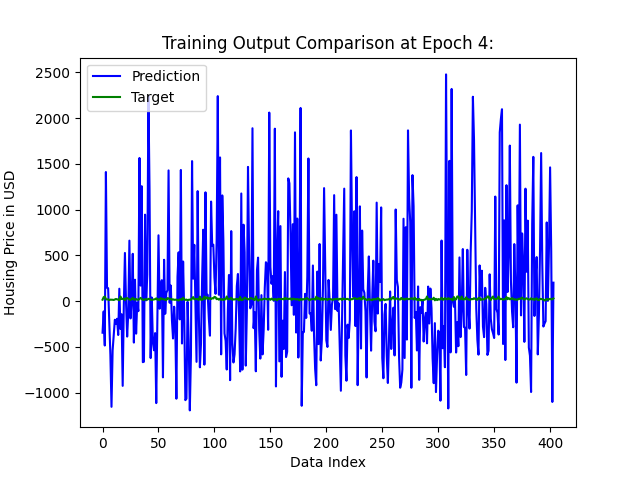 Training Output Comparison at Epoch 4:
Prediction
Target
Housing Price in USD
2500
2000
1500
1000
500
0
−500
−1000
0 50 100 150 200 250 300 350 400
Data Index